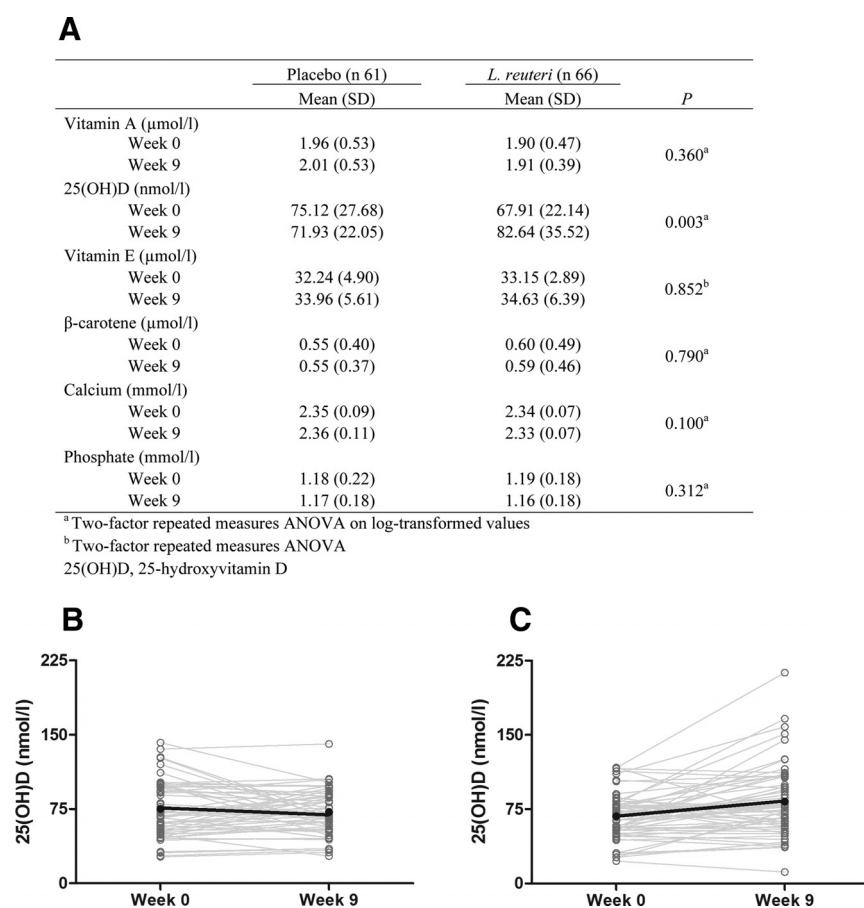 A
Placebo (n 61) L. reuteri (n 66)
Mean (SD) Mean (SD) P
Vitamin A (µmol/l)
Week 0 1.96 (0.53) 1.90 (0.47)
0.360a
Week 9 2.01 (0.53) 1.91 (0.39)
25(OH)D (nmol/l)
Week 0 75.12 (27.68) 67.91 (22.14)
0.003a
Week 9 71.93 (22.05) 82.64 (35.52)
Vitamin E (µmol/l)
Week 0 32.24 (4.90) 33.15 (2.89)
0.852b
Week 9 33.96 (5.61) 34.63 (6.39)
β-carotene (µmol/l)
Week 0 0.55 (0.40) 0.60 (0.49)
0.790a
Week 9 0.55 (0.37) 0.59 (0.46)
Calcium (mmol/l)
Week 0 2.35 (0.09) 2.34 (0.07)
0.100a
Week 9 2.36 (0.11) 2.33 (0.07)
Phosphate (mmol/l)
Week 0 1.18 (0.22) 1.19 (0.18)
0.312a
Week 9 1.17 (0.18) 1.16 (0.18)
a Two-factor repeated measures ANOVA on log-transformed values
b Two-factor repeated measures ANOVA
25(OH)D, 25-hydroxyvitamin D
B
225
150
75
0
25(OH)D (nmol/l)
Week 0 Week 9
C
225
150
75
0
25(OH)D (nmol/l)
Week 0 Week 9